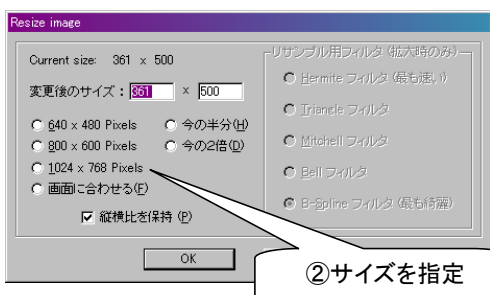 Resize image
Current size: 361 x 500
変更後のサイズ：361 × 500
640 x 480 Pixels 今の半分(H)
800 x 600 Pixels 今の2倍(D)
1024 x 768 Pixels
画面に合わせる(F)
縦横比を保持 (P)
リサンプル用フィルタ (拡大時のみ)
Hermite フィルタ (最も速い)
Triangle フィルタ
Mitchell フィルタ
Bell フィルタ
B-Spline フィルタ (最も綺麗)
OK
②サイズを指定